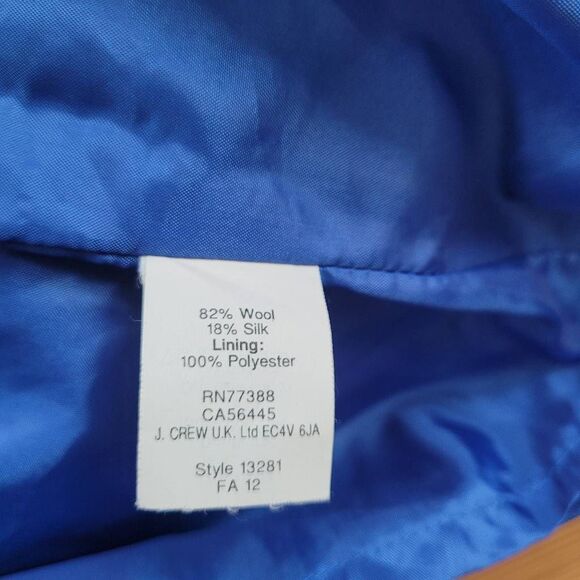 82% Wool
18% Silk
Lining:
100% Polyester
RN77388
CA56445
J. CREW U.K. Ltd EC4V 6JA
Style 13281
FA 12